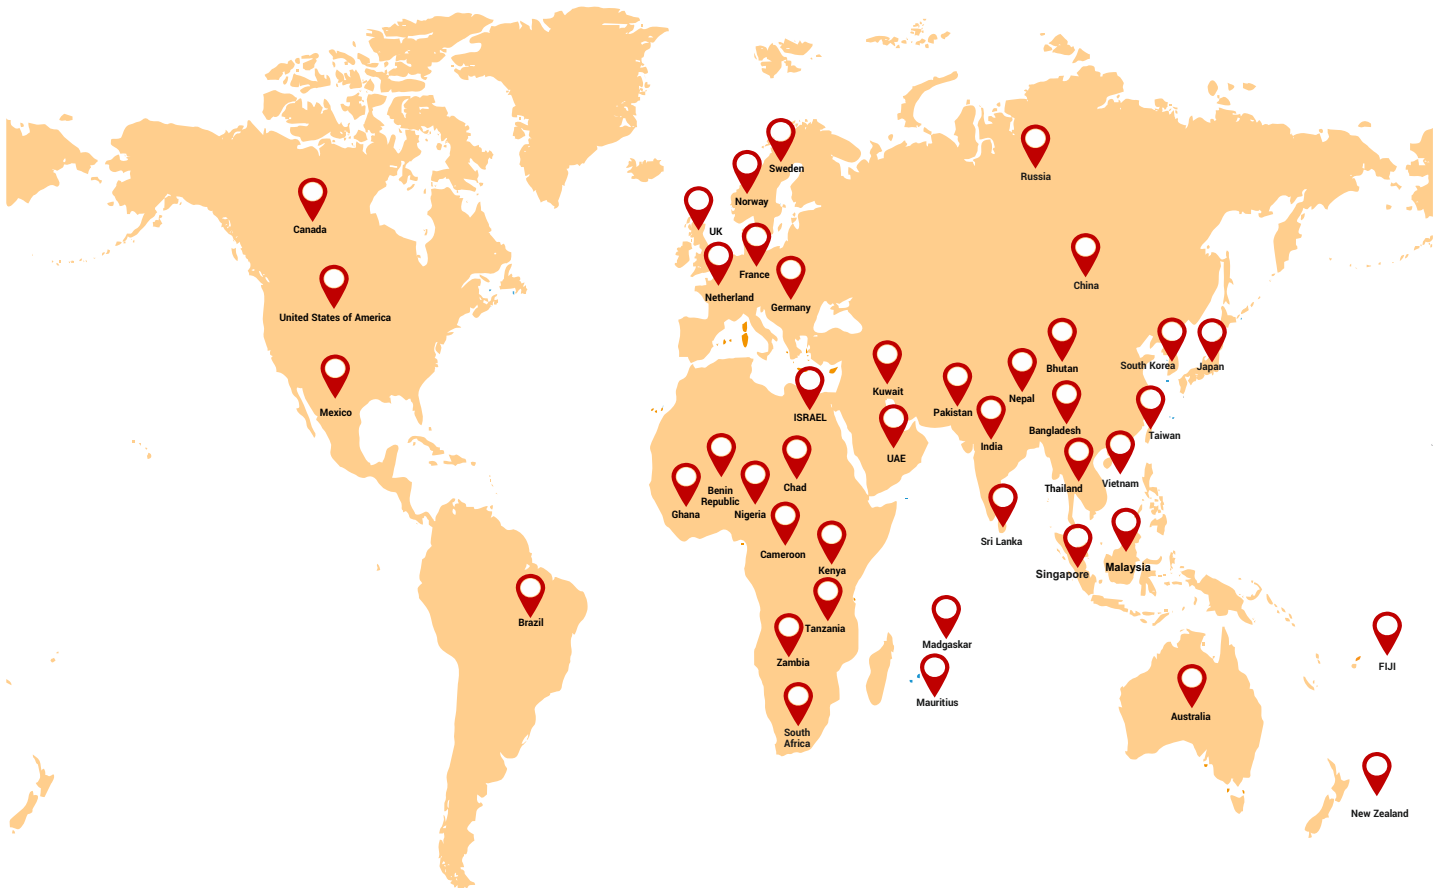 Sweden
Russia
Norway
Canada
UK
France
China
Netherland
Germany
United States of America
South Korea
Japan
Bhutan
Kuwait
Nepal
Mexico
Pakistan
ISRAEL
Bangladesh
Taiwan
India
UAE
Vietnam
Chad
Thailand
Benin
Republic
Ghana
Nigeria
Sri Lanka
Cameroon
Malaysia
Kenya
Singapore
Brazil
Tanzania
Madgaskar
Zambia
FIJI
Mauritius
Australia
South
Africa
New Zealand